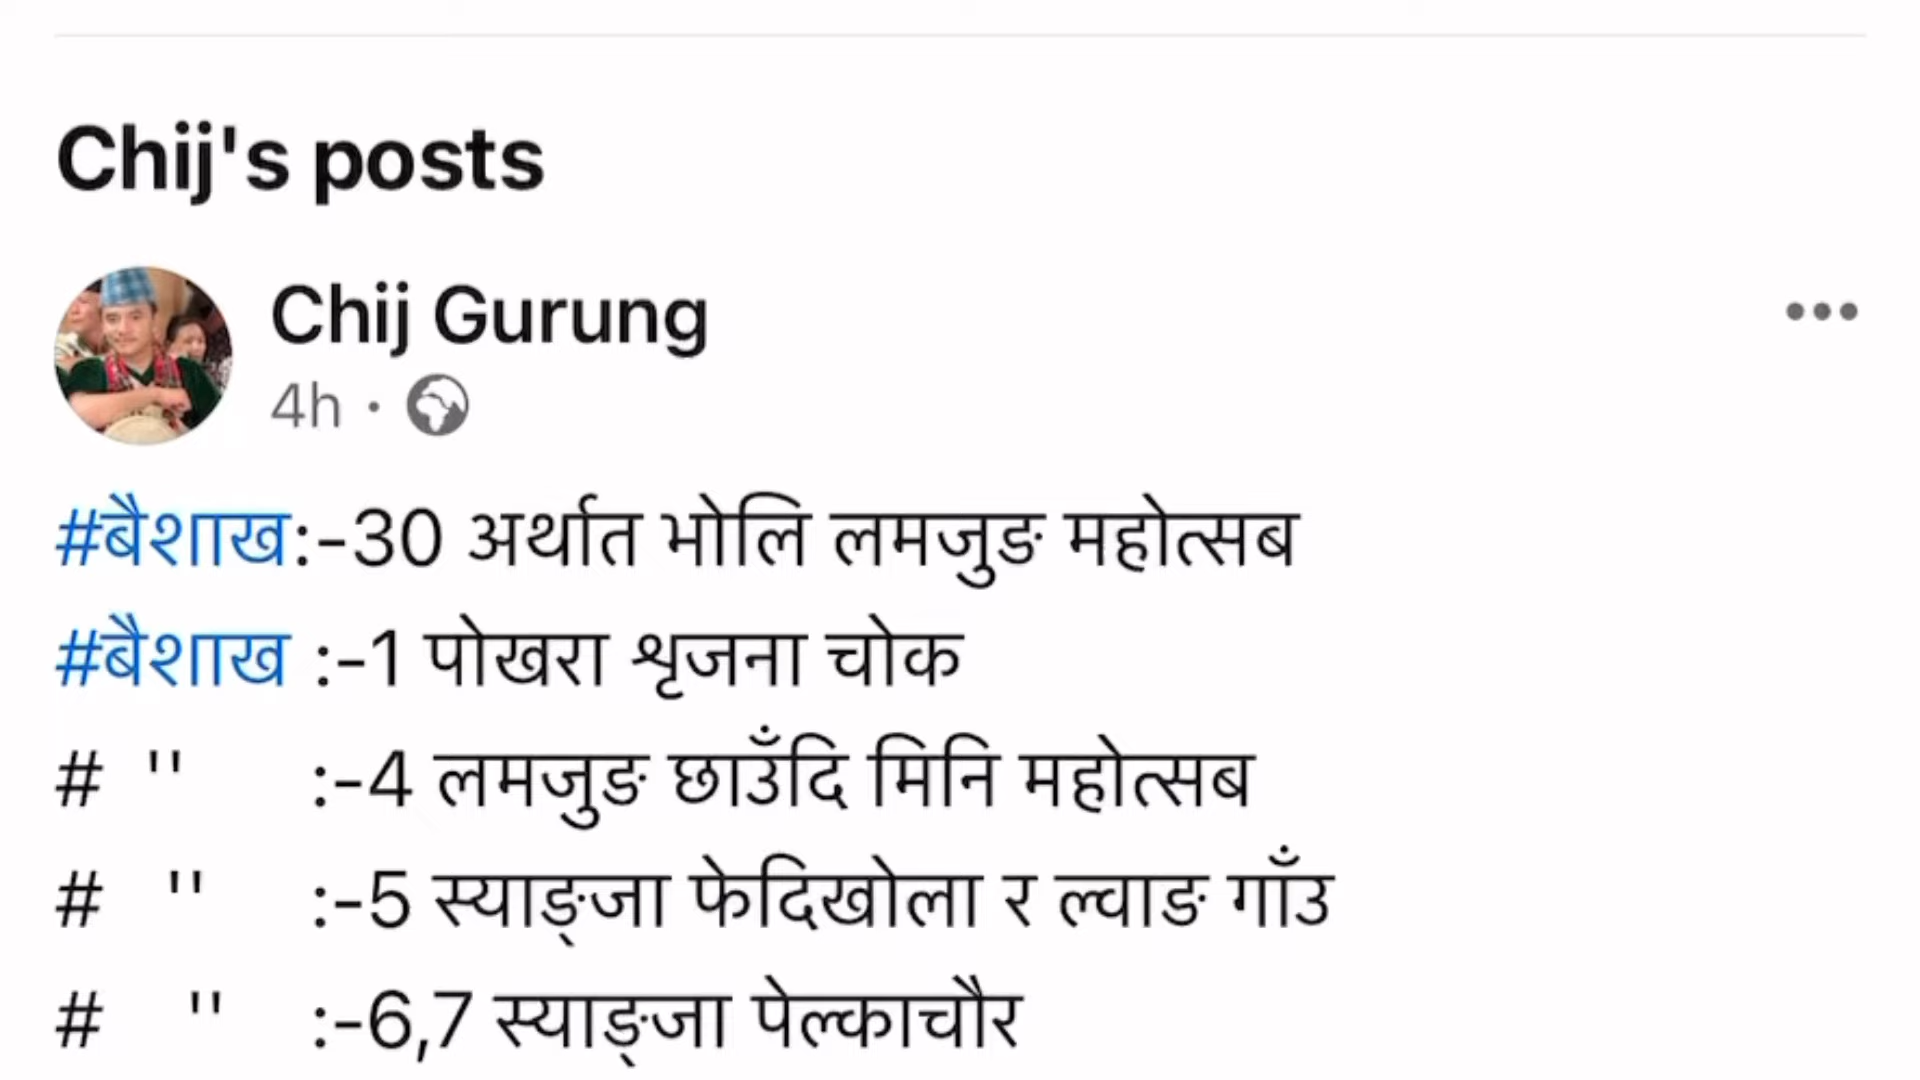 Chij's posts
Chij Gurung
4h ·
#बैशाख:-30 अर्थात भोलि लमजुङ महोत्सब
#बैशाख :-1 पोखरा शृजना चोक
# " :-4 लमजुङ छाउँदि मिनि महोत्सब
# " :-5 स्याङ्जा फेदिखोला र ल्वाङ गाँउ
# " :-6,7 स्याङ्जा पेल्काचौर